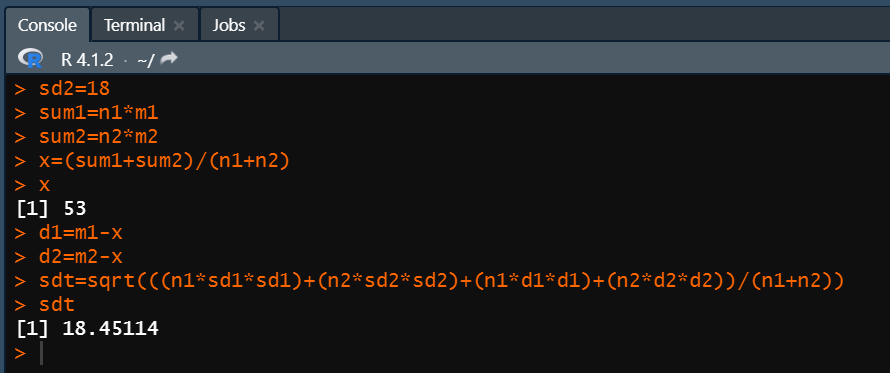 Console Terminal × Jobs ×
R R 4.1.2 · ~/
> sd2=18
> sum1=n1*m1
> sum2=n2*m2
> x=(sum1+sum2)/(n1+n2)
> x
[1] 53
> d1=m1-x
> d2=m2-x
> sdt=sqrt(((n1*sd1*sd1)+(n2*sd2*sd2)+(n1*d1*d1)+(n2*d2*d2))/(n1+n2))
> sdt
[1] 18.45114
>